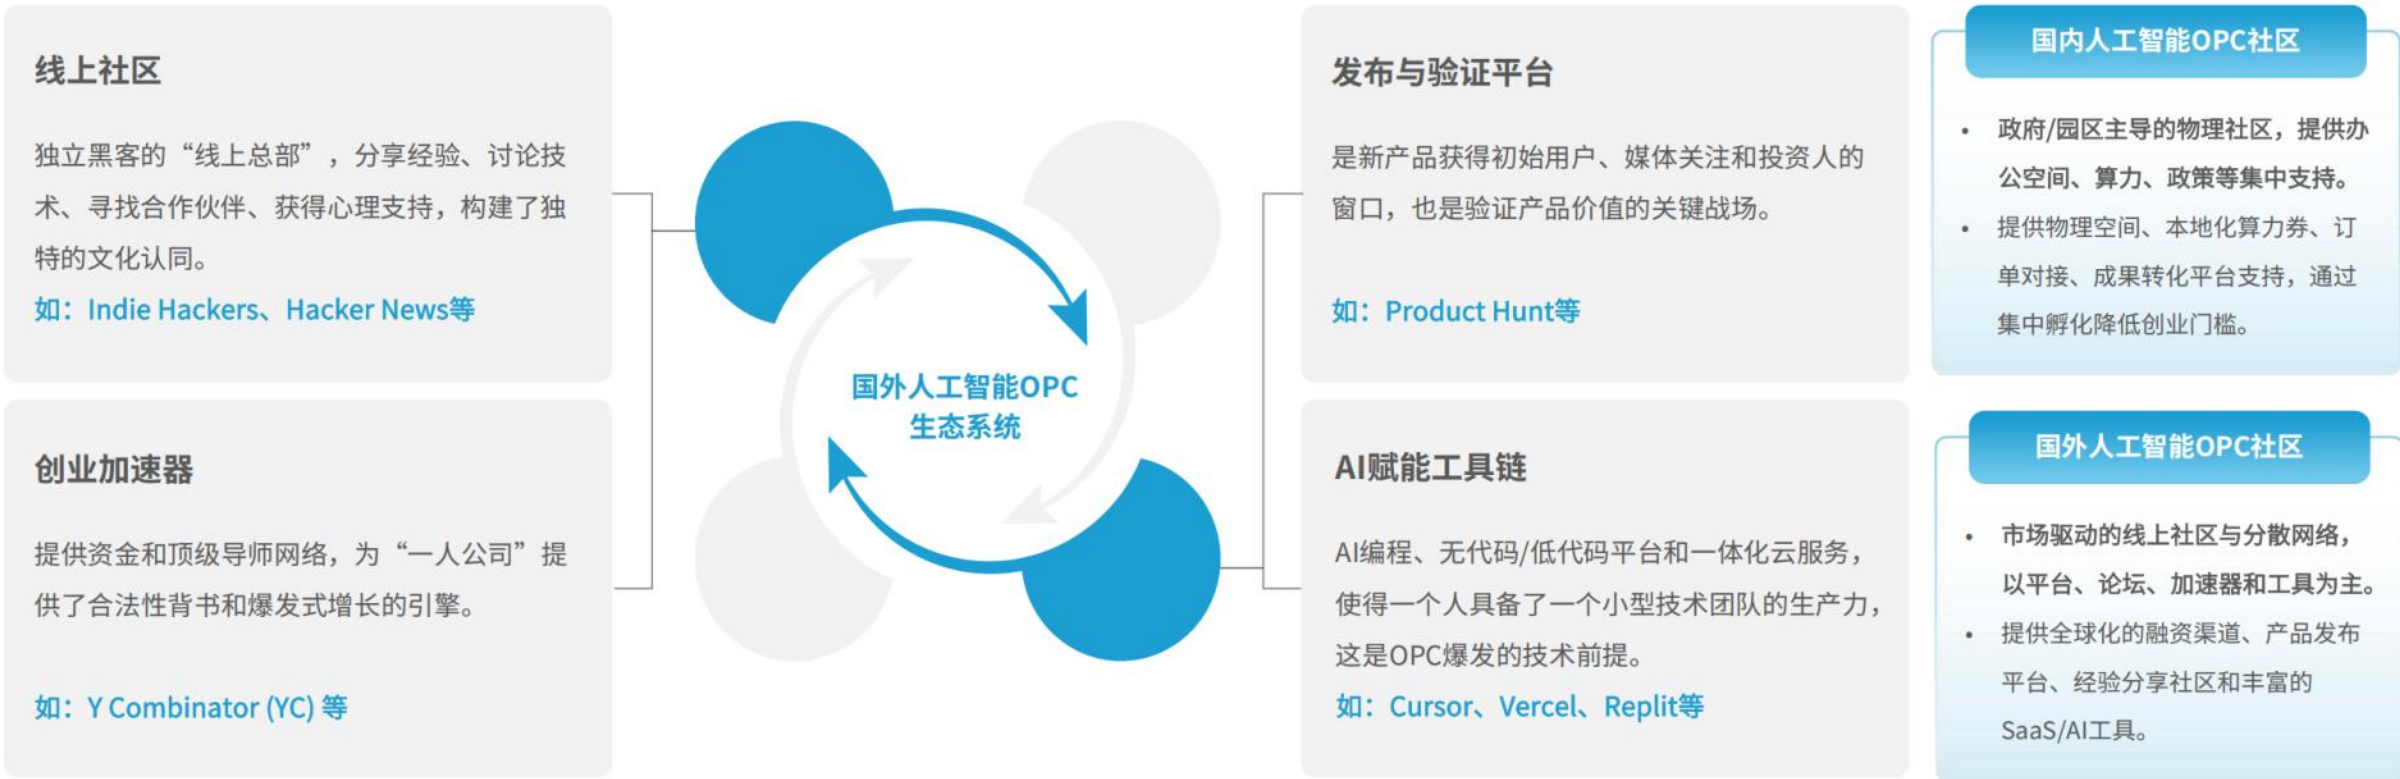 线上社区
独立黑客的“线上总部”，分享经验、讨论技
术、寻找合作伙伴、获得心理支持，构建了独
特的文化认同。
如：Indie Hackers、Hacker News等
创业加速器
提供资金和顶级导师网络，为“一人公司”提
供了合法性背书和爆发式增长的引擎。
如：Y Combinator (YC) 等
国外人工智能OPC
生态系统
发布与验证平台
是新产品获得初始用户、媒体关注和投资人的
窗口，也是验证产品价值的关键战场。
如：Product Hunt等
AI赋能工具链
AI编程、无代码/低代码平台和一体化云服务，
使得一个人具备了一个小型技术团队的生产力，
这是OPC爆发的技术前提。
如：Cursor、Vercel、Replit等
国内人工智能OPC社区
• 政府/园区主导的物理社区，提供办
公空间、算力、政策等集中支持。
• 提供物理空间、本地化算力券、订
单对接、成果转化平台支持，通过
集中孵化降低创业门槛。
国外人工智能OPC社区
• 市场驱动的线上社区与分散网络，
以平台、论坛、加速器和工具为主。
• 提供全球化的融资渠道、产品发布
平台、经验分享社区和丰富的
SaaS/AI工具。